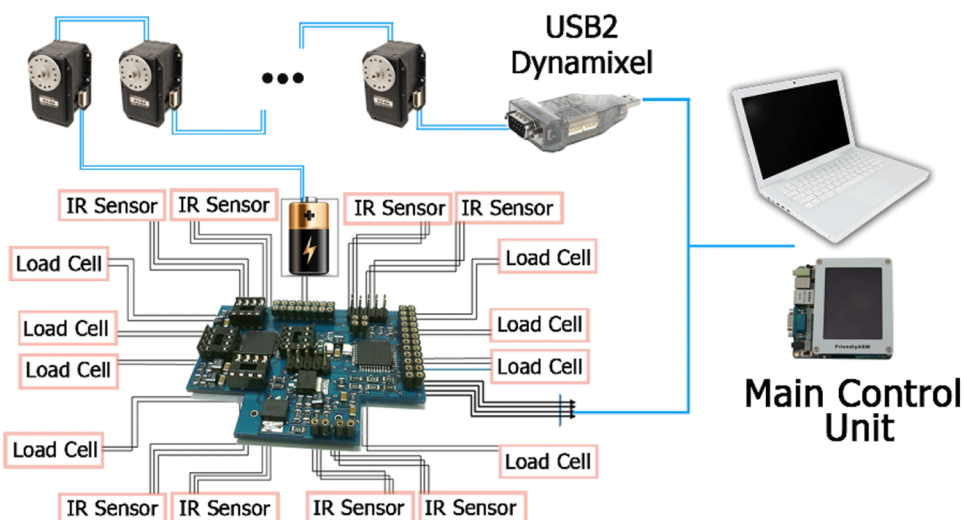 USB2
Dynamixel
IR Sensor
IR Sensor
IR Sensor
IR Sensor
Load Cell
Load Cell
Load Cell
Load Cell
Load Cell
Load Cell
FriendlyARM
Main Control
Unit
Load Cell
Load Cell
IR Sensor
IR Sensor
IR Sensor
IR Sensor